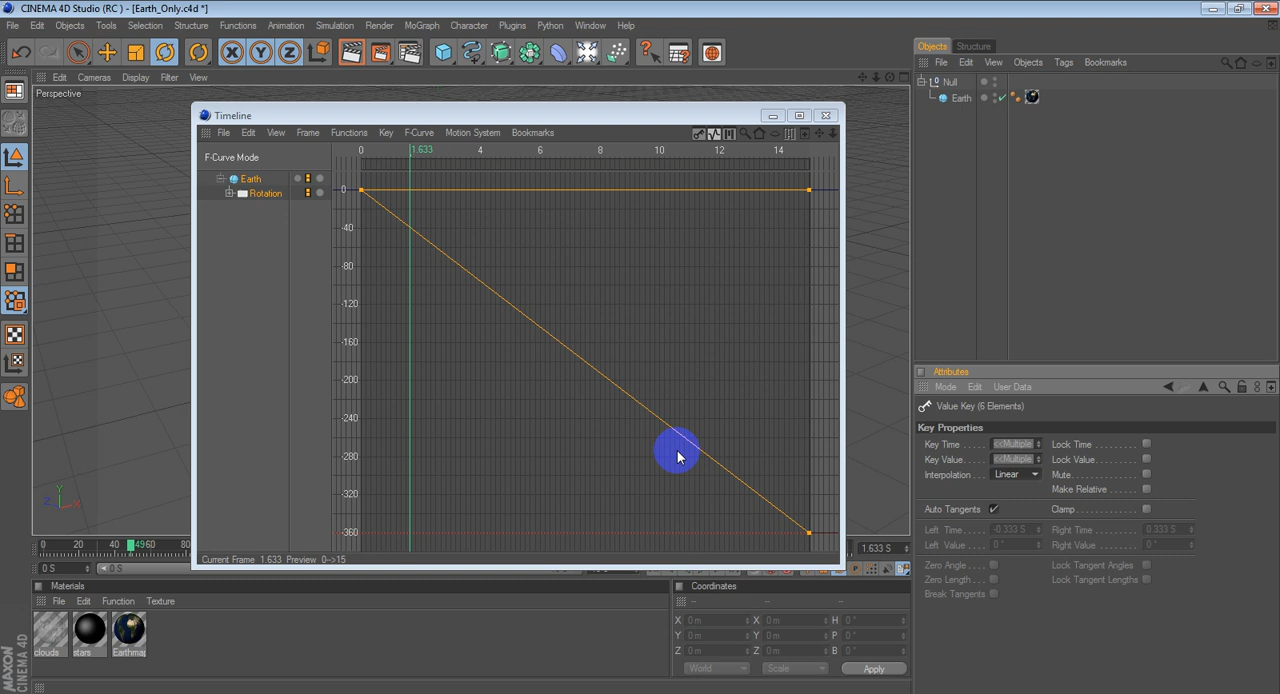 CINEMA 4D Studio (RC ) - [Earth_Only.c4d *]
File Edit Objects Tools Selection Structure Functions Animation Simulation Render MoGraph Character Plugins Python Window Help
Edit Cameras Display Filter View
Perspective
Timeline
File Edit View Frame Functions Key F-Curve Motion System Bookmarks
F-Curve Mode
0 1.633 4 6 8 10 12 14
Earth
Rotation
0
-40
-80
-120
-160
-200
-240
-280
-320
-360
Current Frame 1.633 Preview 0-->15
Y
Z X
0 20 4960 80
1.633 S
0 S 0 S
Objects Structure
File Edit View Objects Tags Bookmarks
Null
Earth
Attributes
Mode Edit User Data
Value Key (6 Elements)
Key Properties
Key Time <<Multiple Lock Time
Key Value <<Multiple Lock Value
Interpolation Linear Mute
Make Relative
Auto Tangents Clamp
Left Time -0.333 S Right Time 0.333 S
Left Value 0 ° Right Value 0 °
Zero Angle Lock Tangent Angles
Zero Length Lock Tangent Lengths
Break Tangents
Materials
File Edit Function Texture
clouds stars Earthmap
Coordinates
-- -- --
X 0 m X 0 m H 0 °
Y 0 m Y 0 m P 0 °
Z 0 m Z 0 m B 0 °
World Scale Apply
MAXON
CINEMA 4D